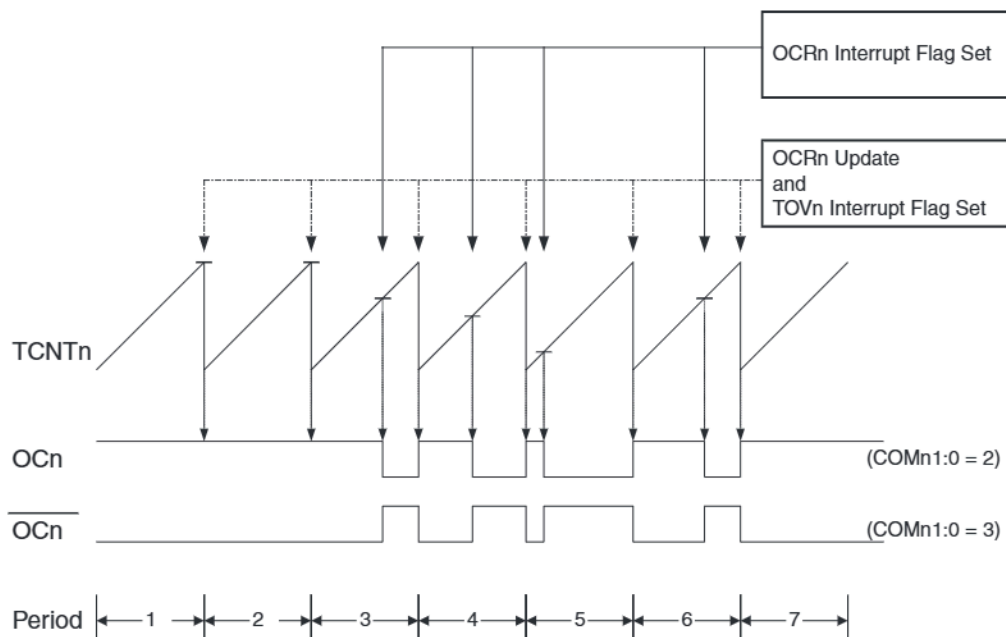 OCRn Interrupt Flag Set
OCRn Update
and
TOVn Interrupt Flag Set
TCNTn
OCn
(COMn1:0 = 2)
OCn
(COMn1:0 = 3)
Period
1
2
3
4
5
6
7